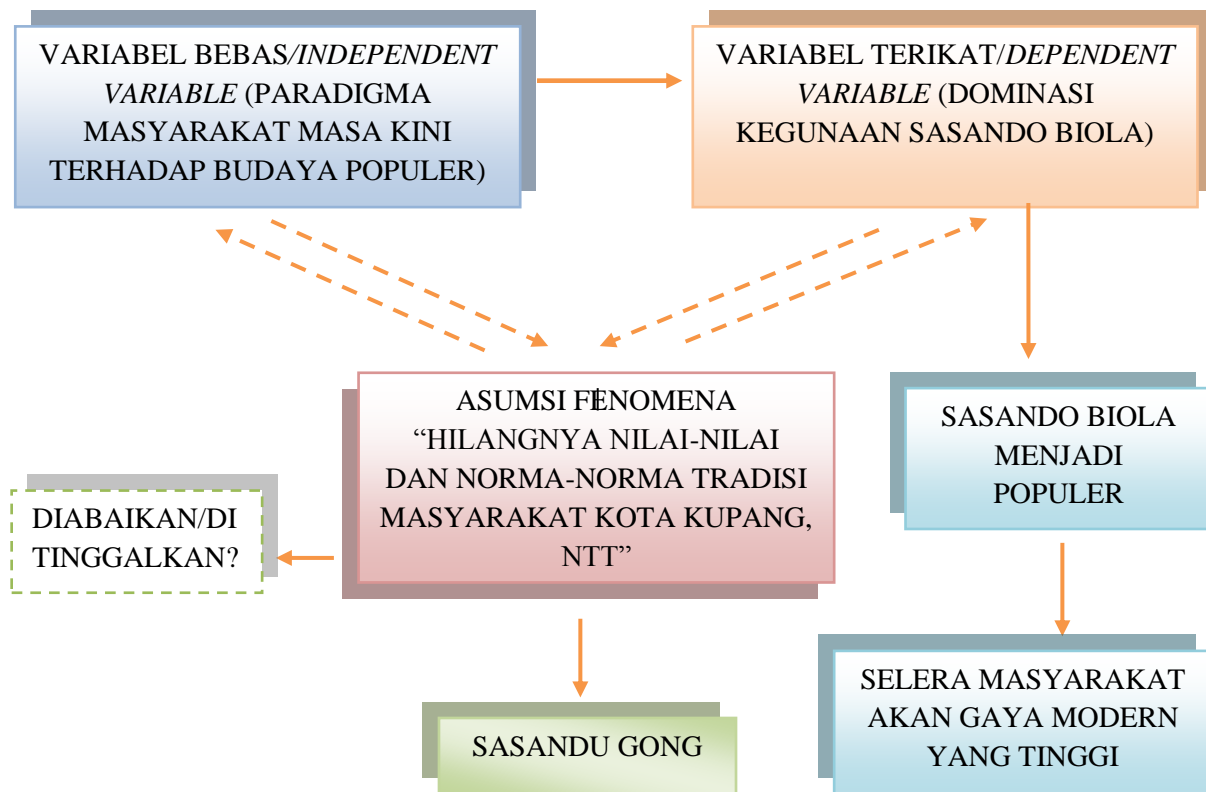 VARIABEL BEBAS/INDEPENDENT
VARIABLE (PARADIGMA
MASYARAKAT MASA KINI
TERHADAP BUDAYA POPULER)
VARIABEL TERIKAT/DEPENDENT
VARIABLE (DOMINASI
KEGUNAAN SASANDO BIOLA)
ASUMSI FENOMENA
“HILANGNYA NILAI-NILAI
DAN NORMA-NORMA TRADISI
MASYARAKAT KOTA KUPANG,
NTT”
SASANDO BIOLA
MENJADI
POPULER
DIABAIKAN/DI
TINGGALKAN?
SELERA MASYARAKAT
AKAN GAYA MODERN
YANG TINGGI
SASANDU GONG